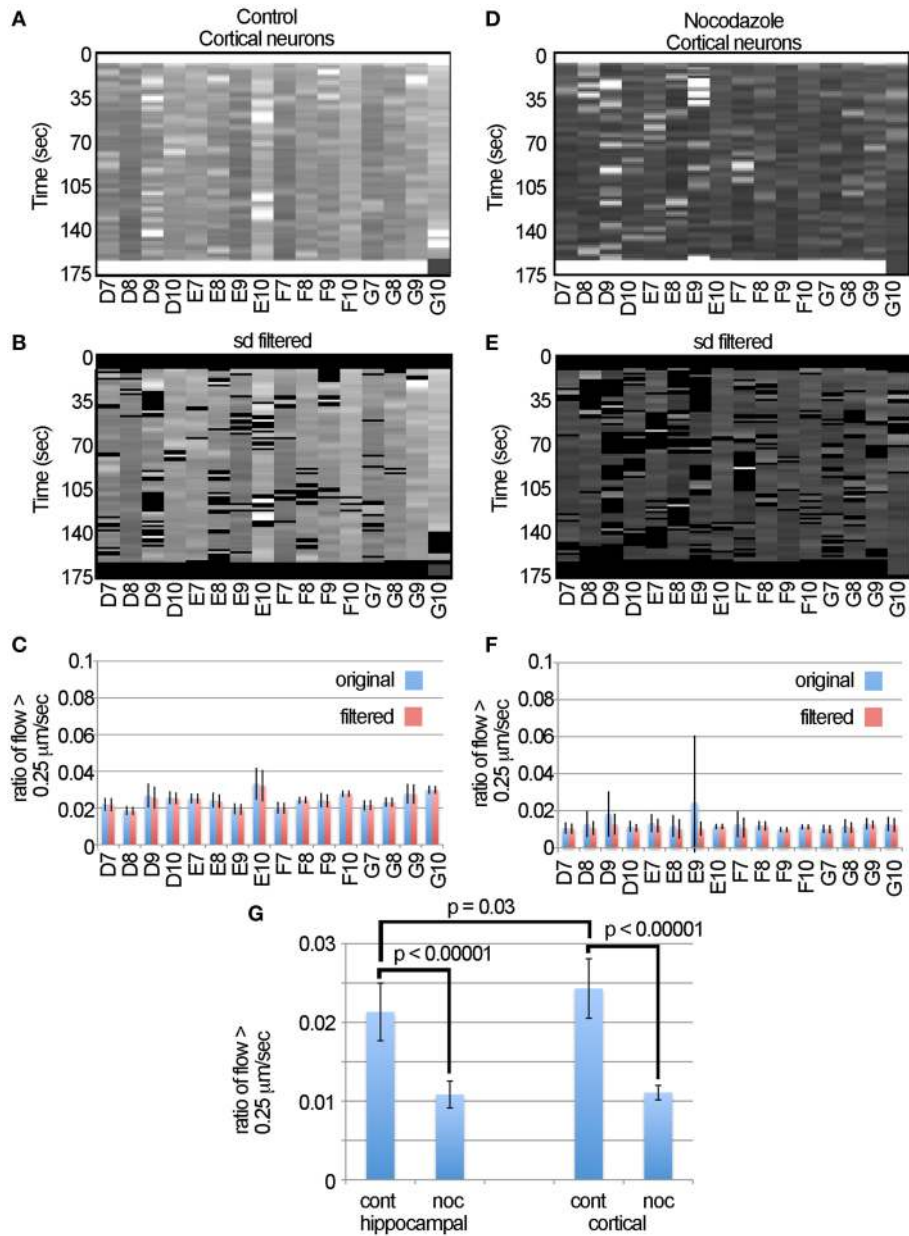 A
Control
Cortical neurons
0
35
70
105
140
175
Time (sec)
D7 D8 D9 D10 E7 E8 E9 E10 F7 F8 F9 F10 G7 G8 G9 G10
D
Nocodazole
Cortical neurons
0
35
70
105
140
175
Time (sec)
D7 D8 D9 D10 E7 E8 E9 E10 F7 F8 F9 F10 G7 G8 G9 G10
B
sd filtered
0
35
70
105
140
175
Time (sec)
D7 D8 D9 D10 E7 E8 E9 E10 F7 F8 F9 F10 G7 G8 G9 G10
E
sd filtered
0
35
70
105
140
175
Time (sec)
D7 D8 D9 D10 E7 E8 E9 E10 F7 F8 F9 F10 G7 G8 G9 G10
C
0.1
0.08
0.06
0.04
0.02
0
ratio of flow >
0.25 μm/sec
original
filtered
D7 D8 D9 D10 E7 E8 E9 E10 F7 F8 F9 F10 G7 G8 G9 G10
F
0.1
0.08
0.06
0.04
0.02
0
ratio of flow >
0.25 μm/sec
original
filtered
D7 D8 D9 D10 E7 E8 E9 E10 F7 F8 F9 F10 G7 G8 G9 G10
G
p = 0.03
p < 0.00001
p < 0.00001
0.03
0.02
0.01
0
ratio of flow >
0.25 μm/sec
cont noc cont noc
hippocampal cortical